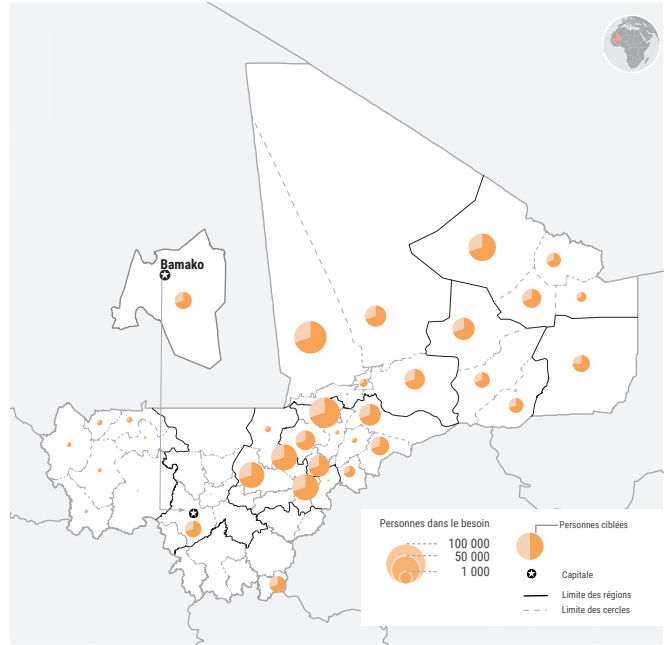 Bamako
Personnes dans le besoin
100 000
50 000
1 000
Personnes ciblées
Capitale
Limite des régions
Limite des cercles